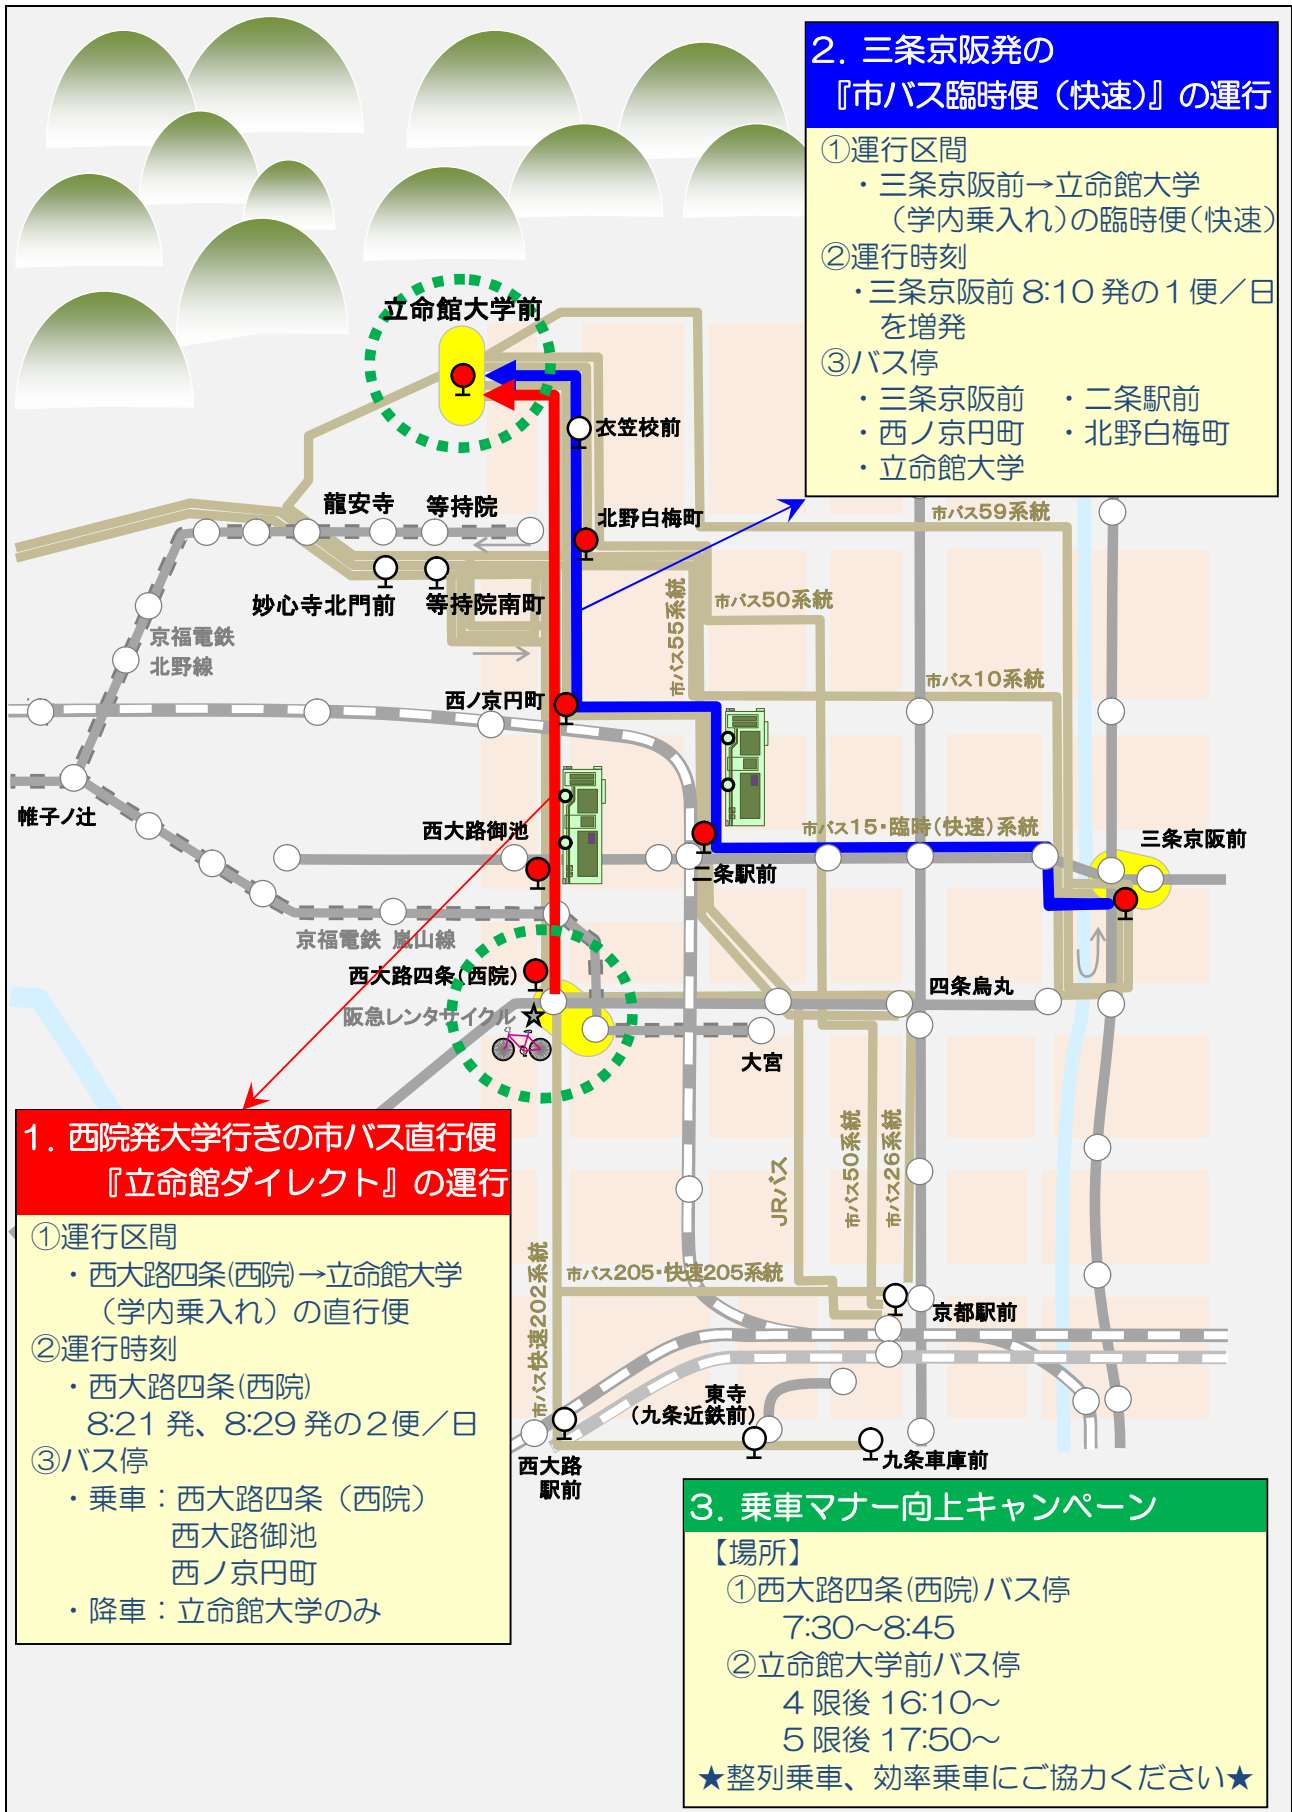 2. 三条京阪発の
『市バス臨時便（快速）』の運行
①運行区間
・三条京阪前→立命館大学
（学内乗入れ）の臨時便（快速）
②運行時刻
・三条京阪前 8:10 発の１便／日
を増発
③バス停
・三条京阪前 ・二条駅前
・西ノ京円町 ・北野白梅町
・立命館大学
立命館大学前
衣笠校前
龍安寺
等持院
北野白梅町
市バス59系統
妙心寺北門前
等持院南町
市バス55系統
市バス50系統
京福電鉄
北野線
市バス10系統
西ノ京円町
帷子ノ辻
西大路御池
市バス15・臨時（快速）系統
三条京阪前
二条駅前
京福電鉄 嵐山線
西大路四条（西院）
四条烏丸
阪急レンタサイクル
大宮
JRバス
市バス50系統
市バス26系統
市バス快速202系統
市バス205・快速205系統
京都駅前
東寺
（九条近鉄前）
西大路
駅前
九条車庫前
1. 西院発大学行きの市バス直行便
『立命館ダイレクト』の運行
①運行区間
・西大路四条(西院)→立命館大学
（学内乗入れ）の直行便
②運行時刻
・西大路四条(西院)
8:21 発、8:29 発の２便／日
③バス停
・乗車：西大路四条（西院）
西大路御池
西ノ京円町
・降車：立命館大学のみ
3. 乗車マナー向上キャンペーン
【場所】
①西大路四条(西院)バス停
7:30～8:45
②立命館大学前バス停
4 限後 16:10～
5 限後 17:50～
★整列乗車、効率乗車にご協力ください★